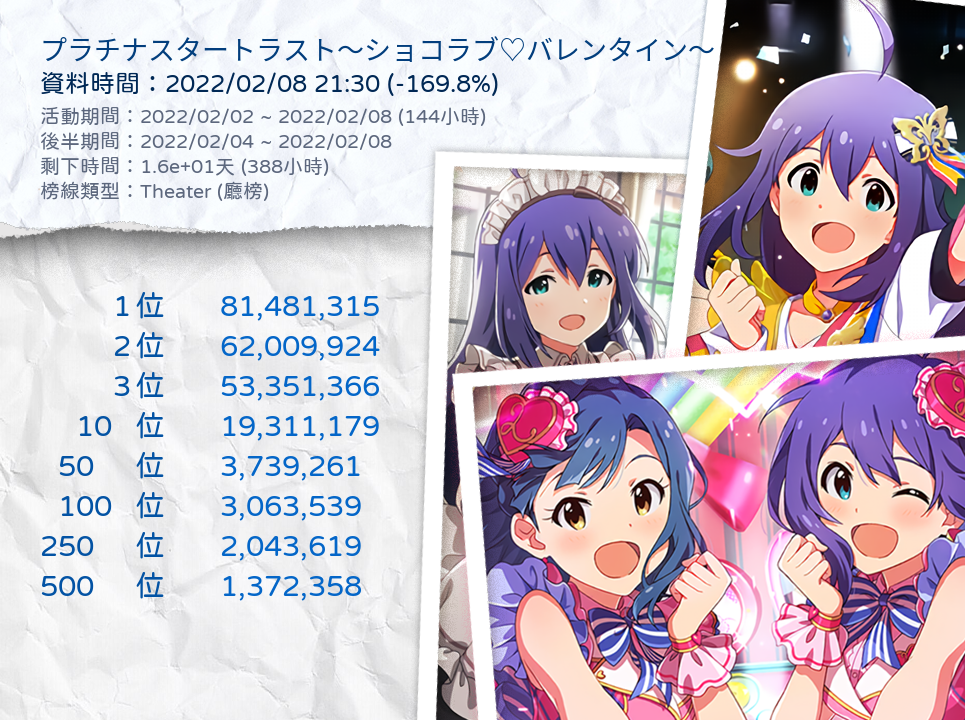 プラチナスタートラスト～ショコラブ♡バレンタイン～
資料時間：2022/02/08 21:30 (-169.8%)
活動期間：2022/02/02 ~ 2022/02/08 (144小時)
後半期間：2022/02/04 ~ 2022/02/08
剩下時間：1.6e+01天 (388小時)
榜線類型：Theater (廳榜)
1 位 81,481,315
2 位 62,009,924
3 位 53,351,366
10 位 19,311,179
50 位 3,739,261
100 位 3,063,539
250 位 2,043,619
500 位 1,372,358